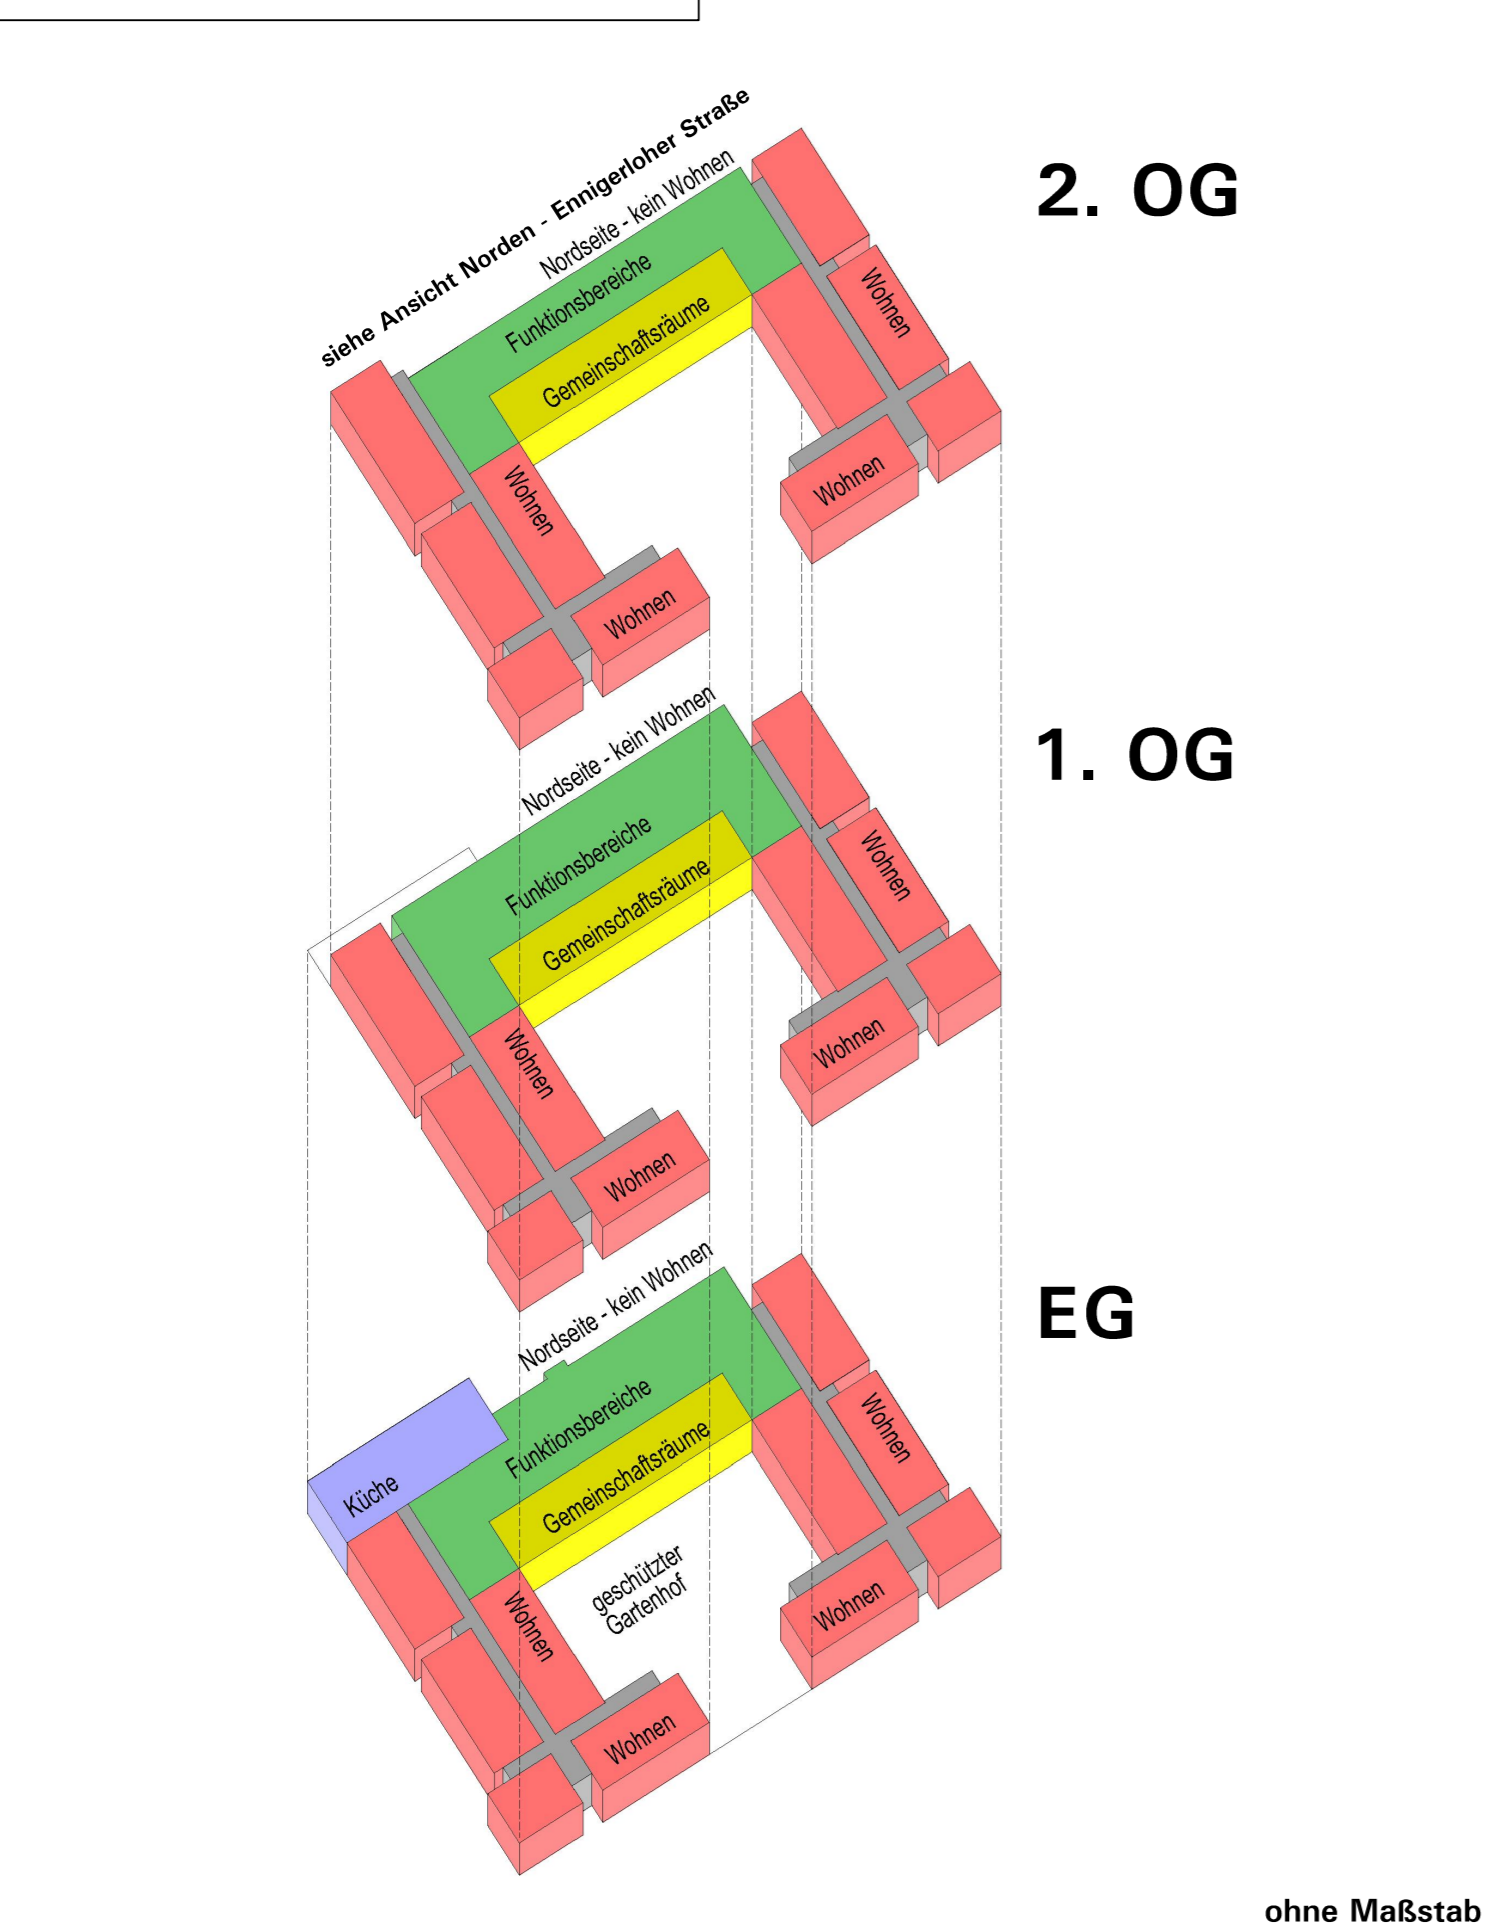 siehe Ansicht Norden - Ennigerloher Straße
Nordseite - kein Wohnen
2. OG
Funktionsbereiche
Gemeinschaftsräume
Wohnen
Wohnen
Wohnen
Wohnen
Nordseite - kein Wohnen
1. OG
Funktionsbereiche
Gemeinschaftsräume
Wohnen
Wohnen
Wohnen
Wohnen
Nordseite - kein Wohnen
EG
Funktionsbereiche
Gemeinschaftsräume
Wohnen
Küche
geschützter
Gartenhof
Wohnen
Wohnen
Wohnen
ohne Maßstab